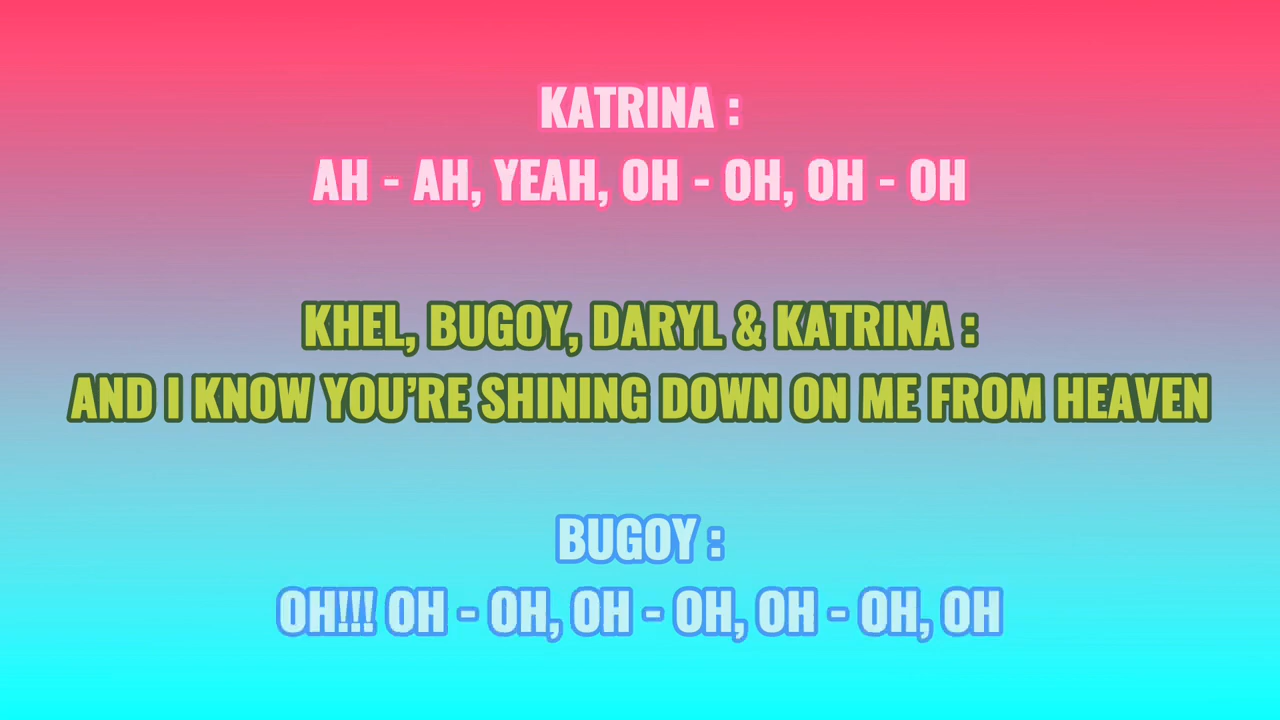 KATRINA :
AH - AH, YEAH, OH - OH, OH - OH
KHEL, BUGOY, DARYL & KATRINA :
AND I KNOW YOU’RE SHINING DOWN ON ME FROM HEAVEN
BUGOY :
OH!!! OH - OH, OH - OH, OH - OH, OH